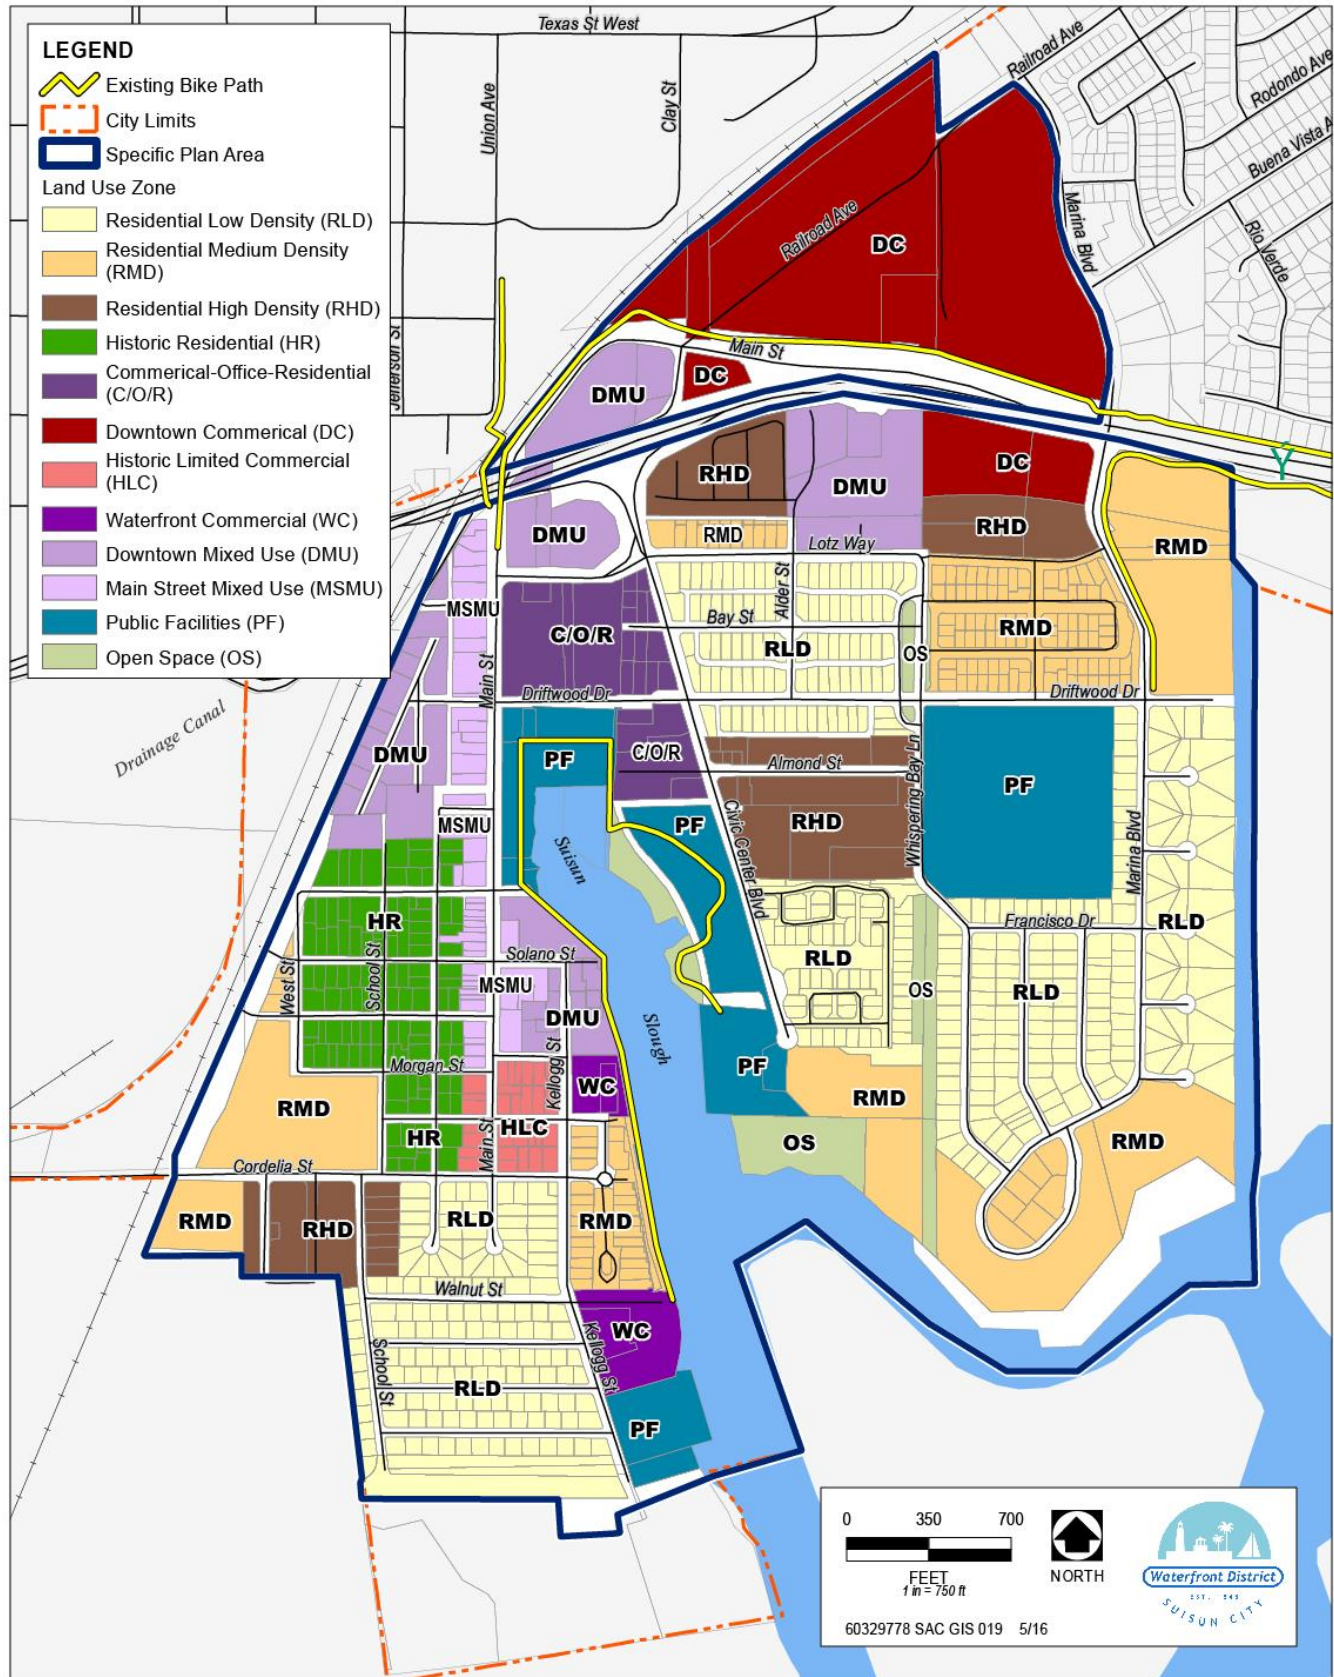 Texas St West
LEGEND
Existing Bike Path
City Limits
Specific Plan Area
Land Use Zone
Residential Low Density (RLD)
Residential Medium Density
(RMD)
Residential High Density (RHD)
Historic Residential (HR)
Commerical-Office-Residential
(C/O/R)
Downtown Commerical (DC)
Historic Limited Commercial
(HLC)
Waterfront Commercial (WC)
Downtown Mixed Use (DMU)
Main Street Mixed Use (MSMU)
Public Facilities (PF)
Open Space (OS)
Union Ave
Clay St
Jefferson St
Railroad Ave
Rodondo Ave
Buena Vista A
Rio Verde
Marina Blvd
Railroad Ave
DC
Main St
DC
DMU
RHD
DMU
DC
RHD
RMD
Lotz Way
RMD
DMU
MSMU
C/O/R
Bay St
Alder St
RLD
OS
RMD
Main St
Driftwood Dr
Driftwood Dr
Drainage Canal
DMU
PF
C/O/R
Almond St
Whispering Bay Ln
PF
MSMU
PF
Civic Center Blvd
RHD
Marina Blvd
Suisun
HR
Francisco Dr
RLD
Solano St
RLD
West St
School St
MSMU
OS
RLD
DMU
Slough
Morgan St
Kellogg St
WC
PF
RMD
RMD
HR
Main St
HLC
OS
RMD
Cordelia St
RMD
RHD
RLD
RMD
Walnut St
WC
Kellogg St
School St
RLD
PF
0 350 700
FEET
1 in = 750 ft
NORTH
60329778 SAC GIS 019 5/16
Waterfront District
SUISUN CITY